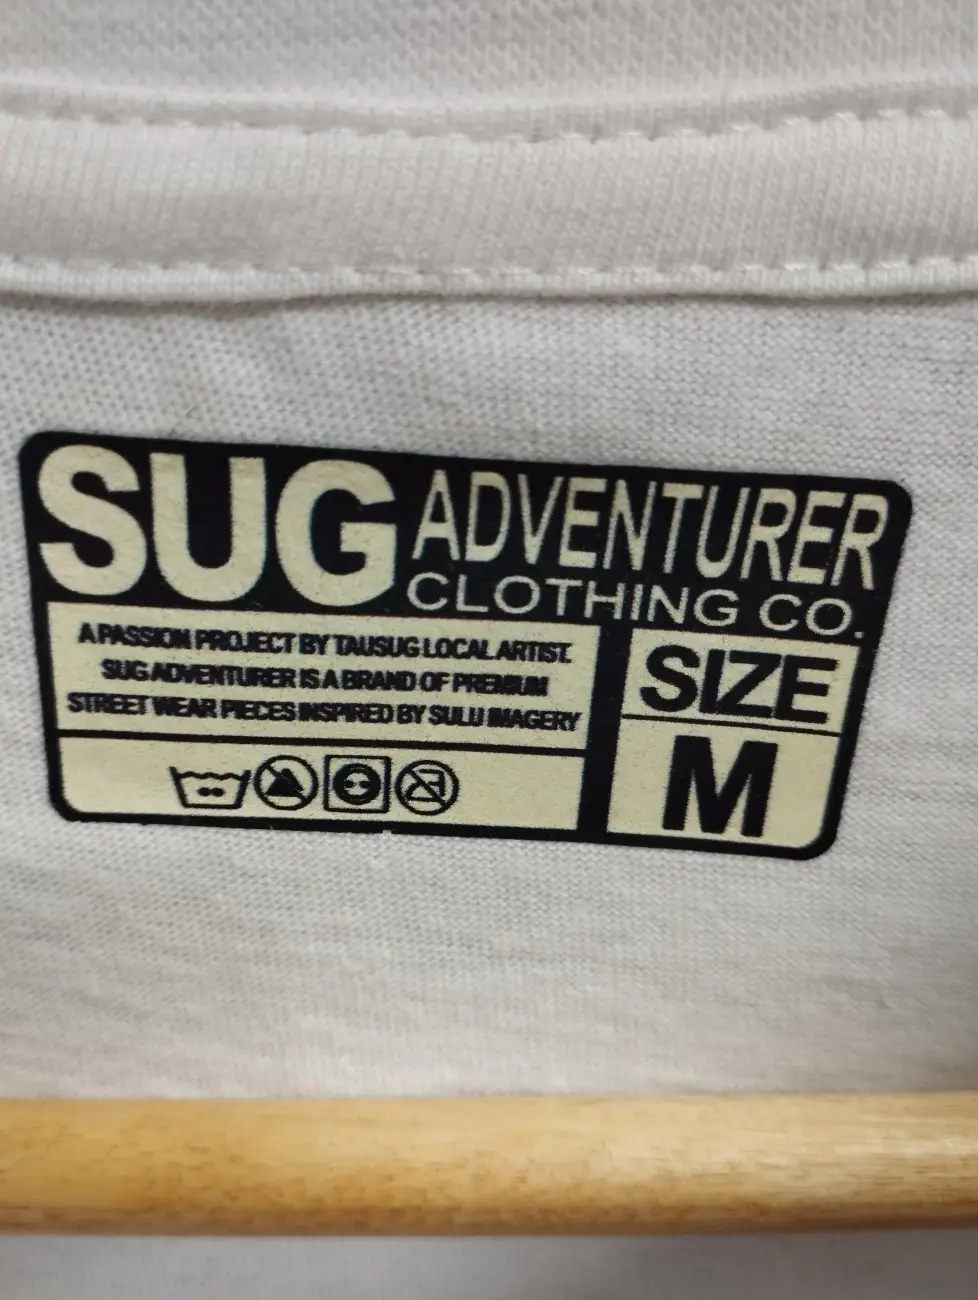 SUG ADVENTURER
CLOTHING CO.
A PASSION PROJECT BY TAUSUG LOCAL ARTIST.
SUG ADVENTURER IS A BRAND OF PREMIUM
STREET WEAR PIECES INSPIRED BY SULU IMAGERY
SIZE
M